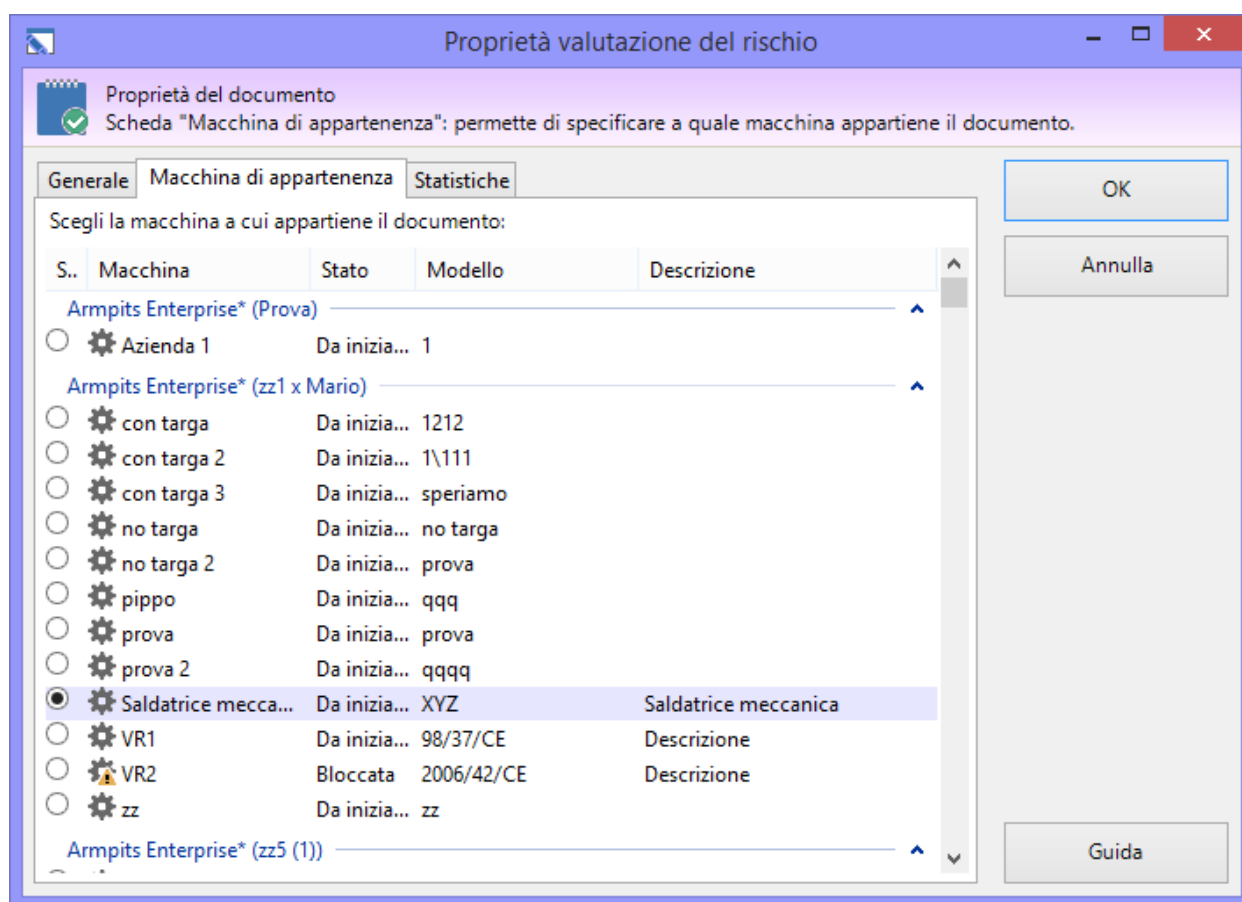 Proprietà valutazione del rischio
Proprietà del documento
Scheda "Macchina di appartenenza": permette di specificare a quale macchina appartiene il documento.
Generale Macchina di appartenenza Statistiche
OK
Scegli la macchina a cui appartiene il documento:
Annulla
S.. Macchina Stato Modello Descrizione
Armpits Enterprise* (Prova)
Azienda 1 Da inizia... 1
Armpits Enterprise* (zz1 x Mario)
con targa Da inizia... 1212
con targa 2 Da inizia... 1\111
con targa 3 Da inizia... speriamo
no targa Da inizia... no targa
no targa 2 Da inizia... prova
pippo Da inizia... qqq
prova Da inizia... prova
prova 2 Da inizia... qqqq
Saldatrice mecca... Da inizia... XYZ Saldatrice meccanica
VR1 Da inizia... 98/37/CE Descrizione
VR2 Bloccata 2006/42/CE Descrizione
zz Da inizia... zz
Armpits Enterprise* (zz5 (1))
Guida